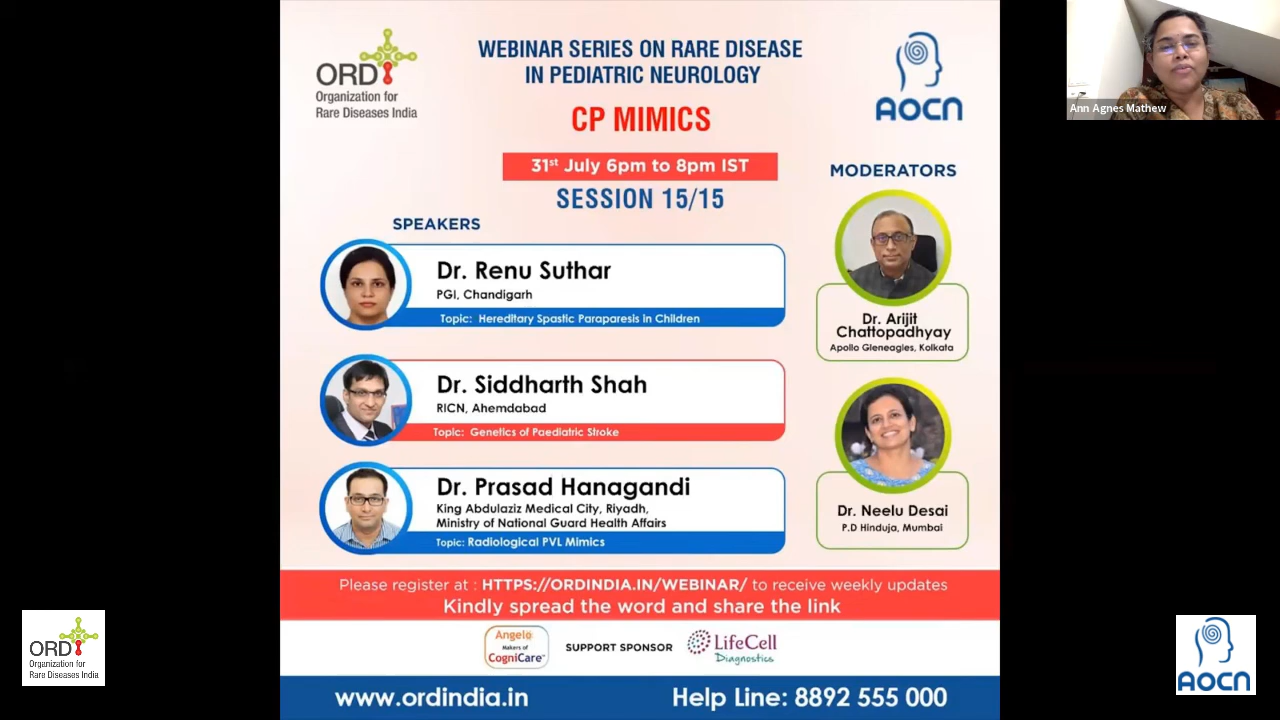 ORDI
Organization for
Rare Diseases India
WEBINAR SERIES ON RARE DISEASE
IN PEDIATRIC NEUROLOGY
CP MIMICS
31st July 6pm to 8pm IST
SESSION 15/15
AOCN
Ann Agnes Mathew
SPEAKERS
Dr. Renu Suthar
PGI, Chandigarh
Topic: Hereditary Spastic Paraparesis in Children
Dr. Siddharth Shah
RICN, Ahemdabad
Topic: Genetics of Paediatric Stroke
Dr. Prasad Hanagandi
King Abdulaziz Medical City, Riyadh,
Ministry of National Guard Health Affairs
Topic: Radiological PVL Mimics
MODERATORS
Dr. Arijit
Chattopadhyay
Apollo Gleneagles, Kolkata
Dr. Neelu Desai
P.D Hinduja, Mumbai
Please register at : HTTPS://ORDINDIA.IN/WEBINAR/ to receive weekly updates
Kindly spread the word and share the link
Angelo
Makers of
CogniCare™
SUPPORT SPONSOR
LifeCell
Diagnostics
www.ordindia.in
Help Line: 8892 555 000
ORDI
Organization for
Rare Diseases India
AOCN